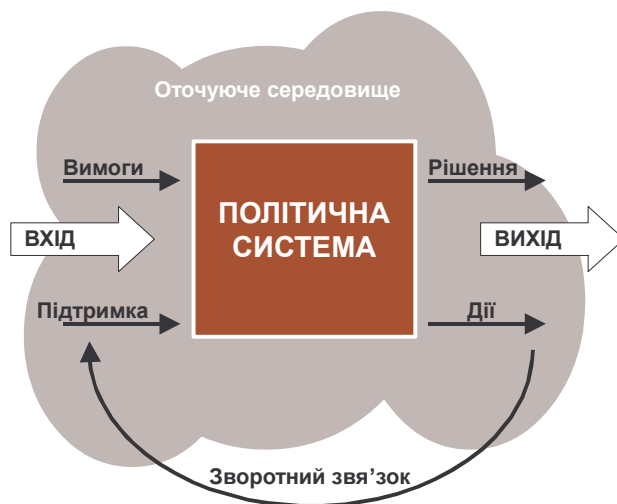 Оточуюче середовище
Вимоги
Рішення
ПОЛІТИЧНА
СИСТЕМА
ВХІД
ВИХІД
Підтримка
Дії
Зворотний звя’зок